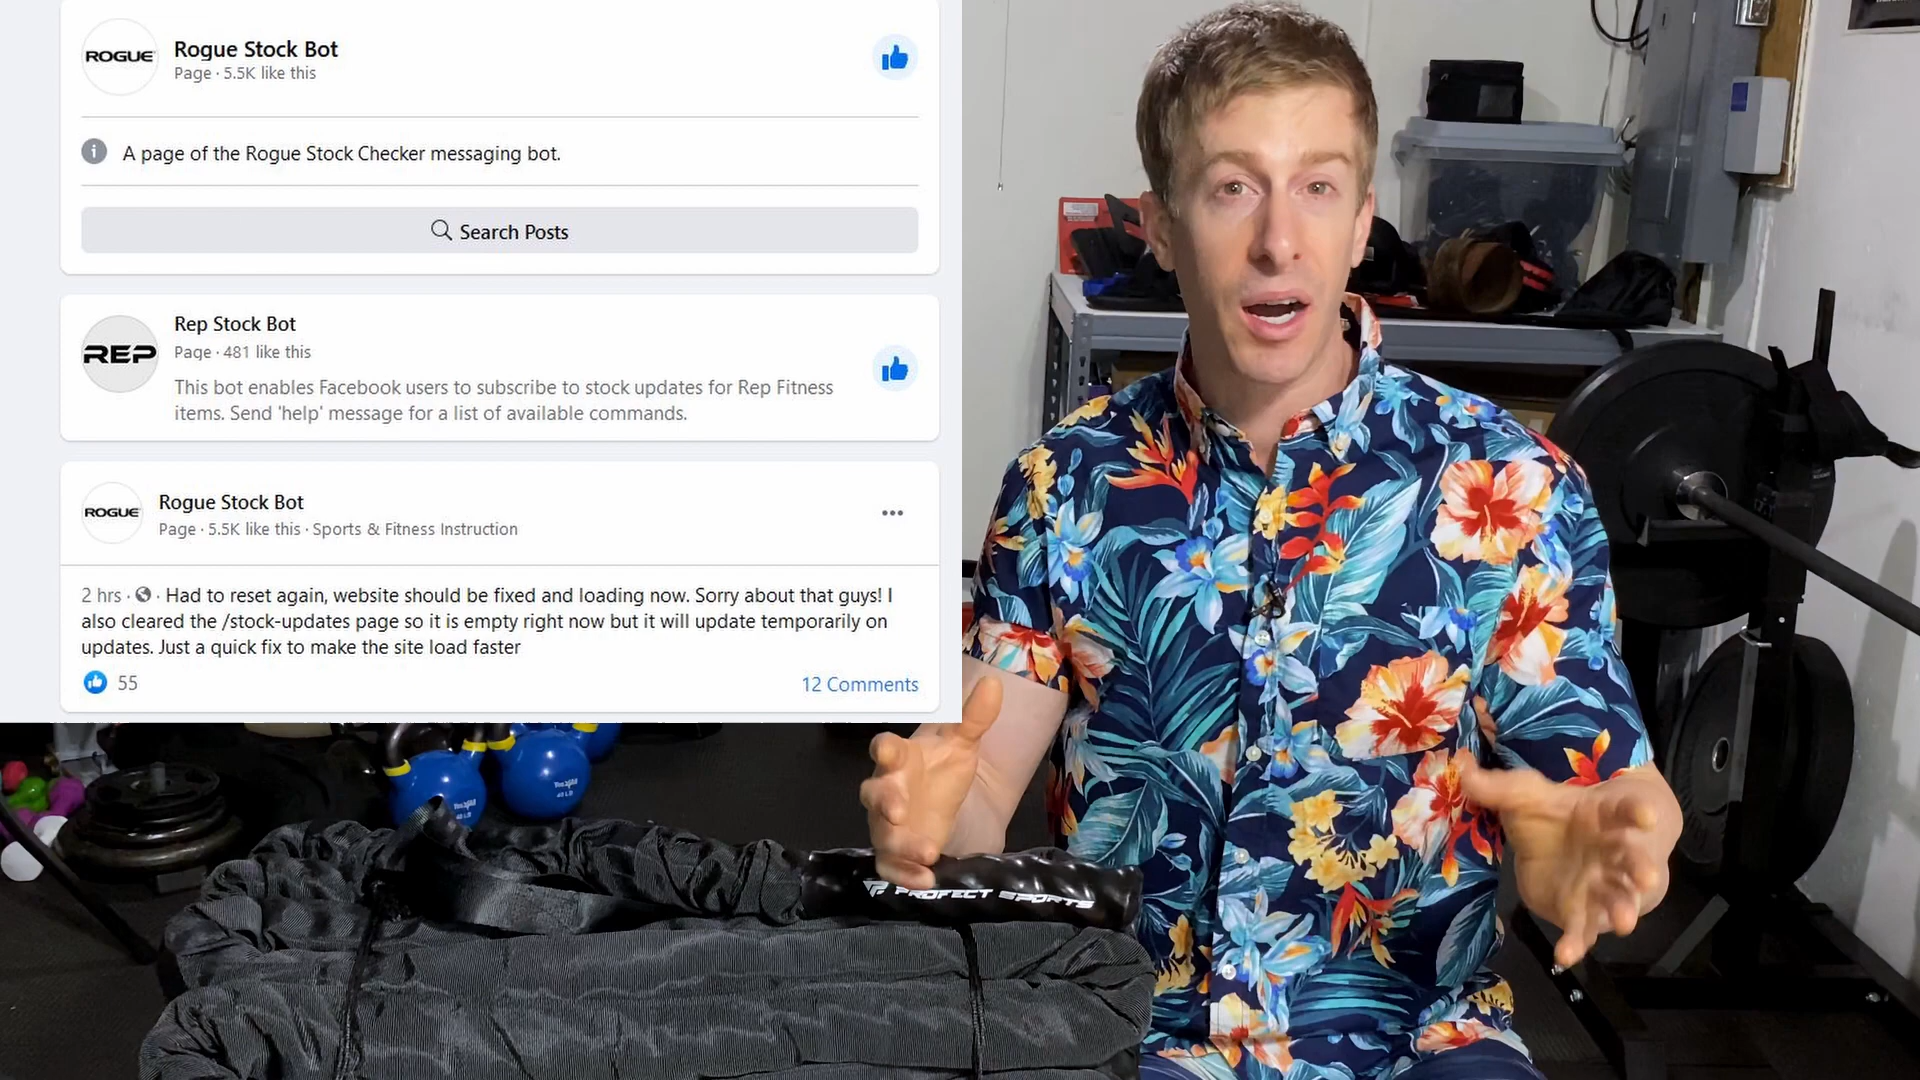 ROGUE
Rogue Stock Bot
Page · 5.5K like this
A page of the Rogue Stock Checker messaging bot.
Search Posts
REP
Rep Stock Bot
Page · 481 like this
This bot enables Facebook users to subscribe to stock updates for Rep Fitness
items. Send 'help' message for a list of available commands.
ROGUE
Rogue Stock Bot
Page · 5.5K like this · Sports & Fitness Instruction
2 hrs · · Had to reset again, website should be fixed and loading now. Sorry about that guys! I
also cleared the /stock-updates page so it is empty right now but it will update temporarily on
updates. Just a quick fix to make the site load faster
55
12 Comments
PROFECT SPORTS